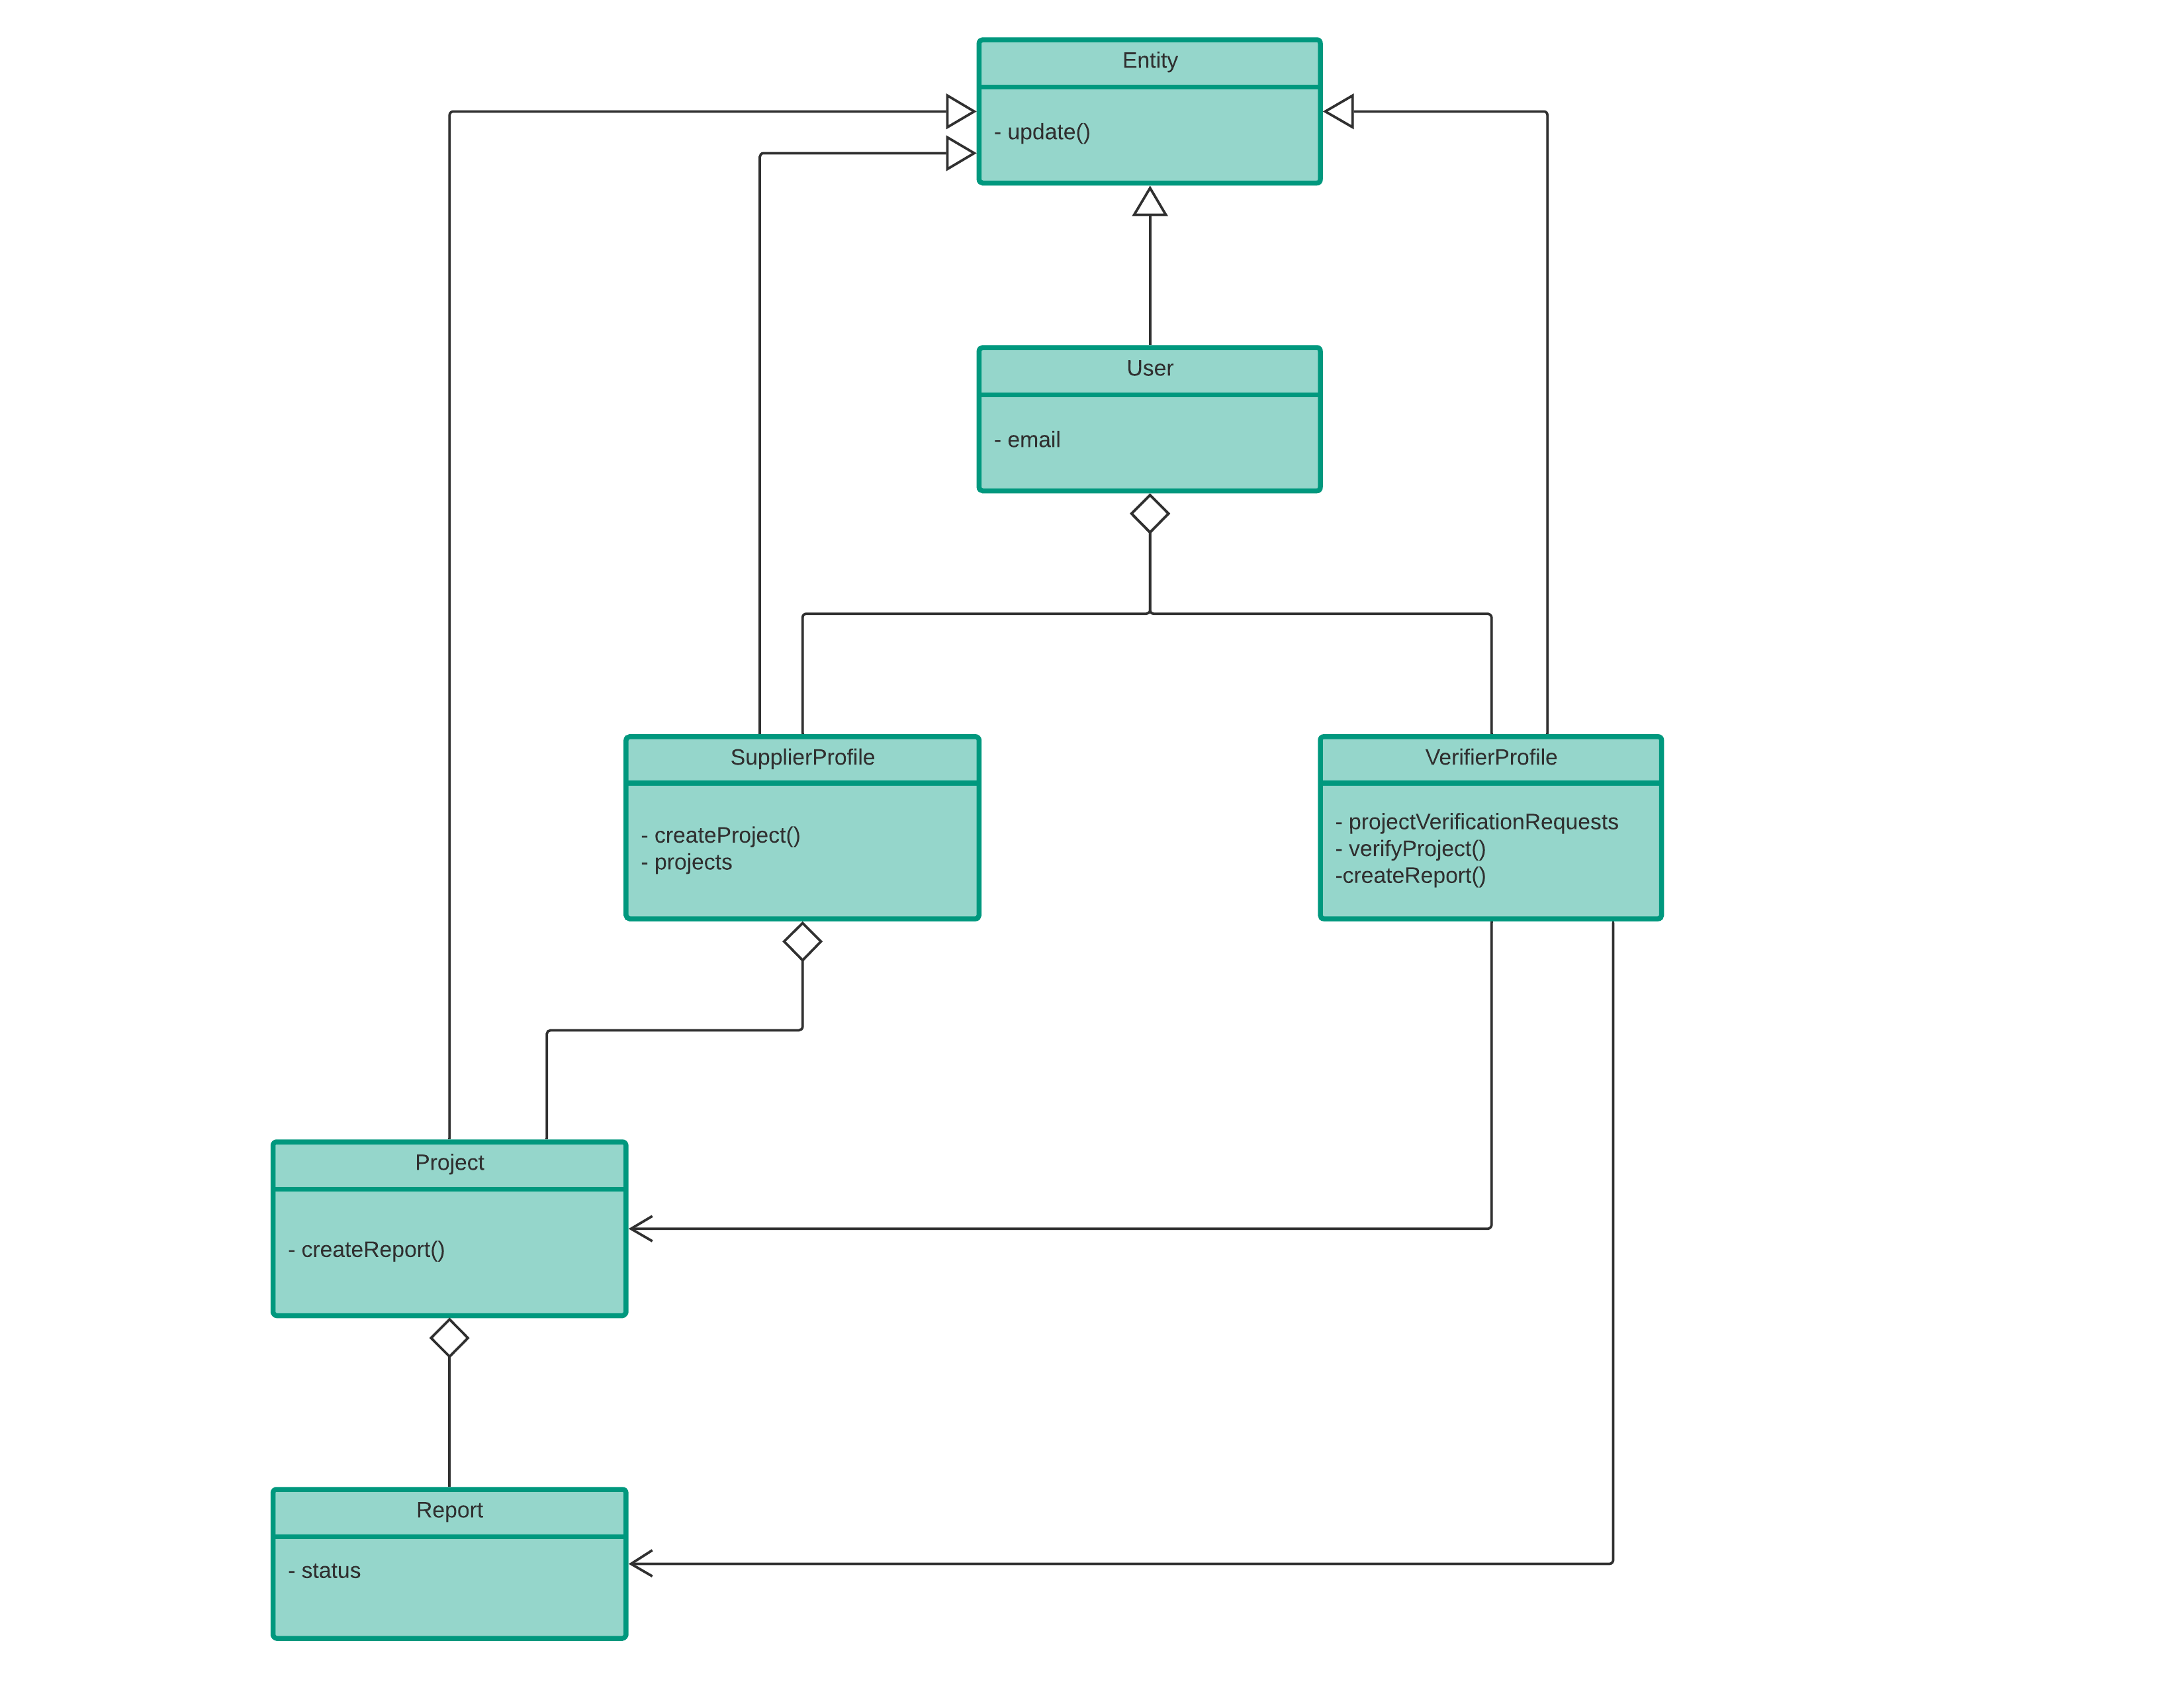 Entity
- update()
User
- email
SupplierProfile
- createProject()
- projects
VerifierProfile
- projectVerificationRequests
- verifyProject()
-createReport()
Project
- createReport()
Report
- status